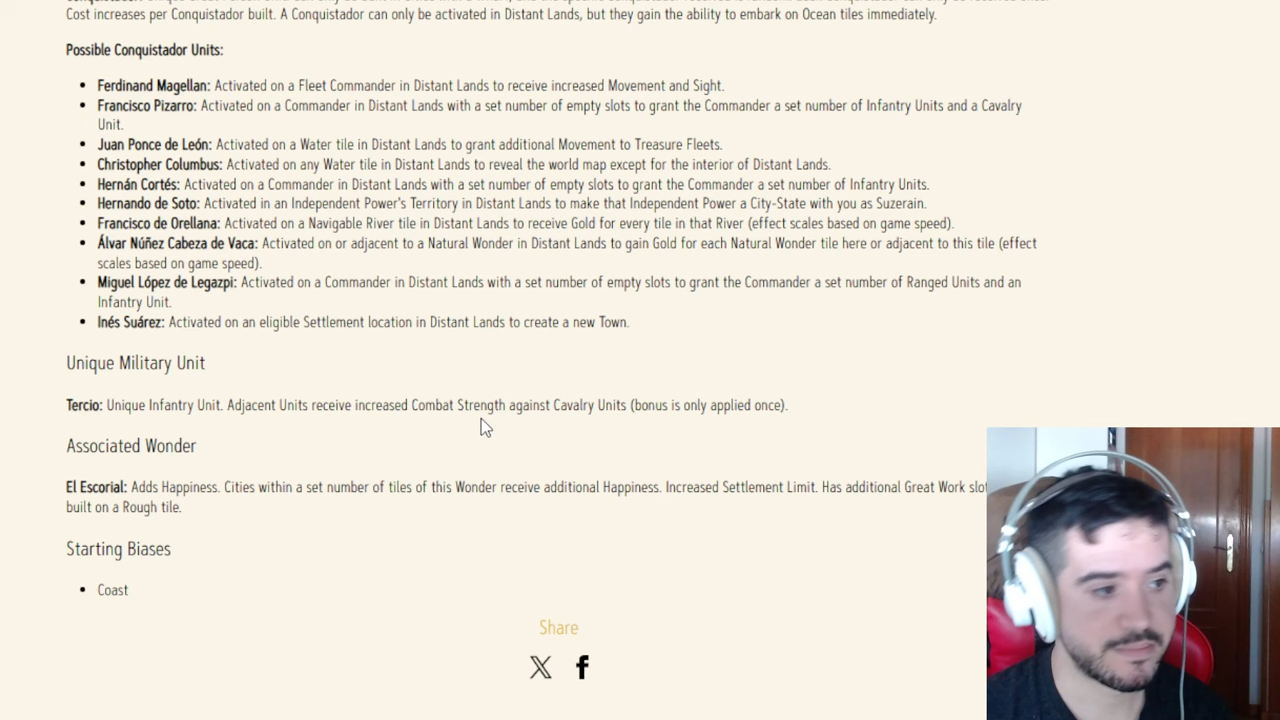 Cost increases per Conquistador built. A Conquistador can only be activated in Distant Lands, but they gain the ability to embark on Ocean tiles immediately.
Possible Conquistador Units:
• Ferdinand Magellan: Activated on a Fleet Commander in Distant Lands to receive increased Movement and Sight.
• Francisco Pizarro: Activated on a Commander in Distant Lands with a set number of empty slots to grant the Commander a set number of Infantry Units and a Cavalry
Unit.
• Juan Ponce de León: Activated on a Water tile in Distant Lands to grant additional Movement to Treasure Fleets.
• Christopher Columbus: Activated on any Water tile in Distant Lands to reveal the world map except for the interior of Distant Lands.
• Hernán Cortés: Activated on a Commander in Distant Lands with a set number of empty slots to grant the Commander a set number of Infantry Units.
• Hernando de Soto: Activated in an Independent Power's Territory in Distant Lands to make that Independent Power a City-State with you as Suzerain.
• Francisco de Orellana: Activated on a Navigable River tile in Distant Lands to receive Gold for every tile in that River (effect scales based on game speed).
• Álvar Núñez Cabeza de Vaca: Activated on or adjacent to a Natural Wonder in Distant Lands to gain Gold for each Natural Wonder tile here or adjacent to this tile (effect
scales based on game speed).
• Miguel López de Legazpi: Activated on a Commander in Distant Lands with a set number of empty slots to grant the Commander a set number of Ranged Units and an
Infantry Unit.
• Inés Suárez: Activated on an eligible Settlement location in Distant Lands to create a new Town.
Unique Military Unit
Tercio: Unique Infantry Unit. Adjacent Units receive increased Combat Strength against Cavalry Units (bonus is only applied once).
Associated Wonder
El Escorial: Adds Happiness. Cities within a set number of tiles of this Wonder receive additional Happiness. Increased Settlement Limit. Has additional Great Work
built on a Rough tile.
Starting Biases
• Coast
Share